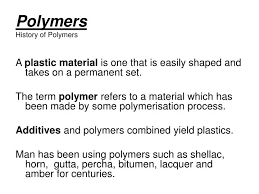 Polymers
History of Polymers
A plastic material is one that is easily shaped and
takes on a permanent set.
The term polymer refers to a material which has
been made by some polymerisation process.
Additives and polymers combined yield plastics.
Man has been using polymers such as shellac,
horn, gutta, percha, bitumen, lacquer and
amber for centuries.